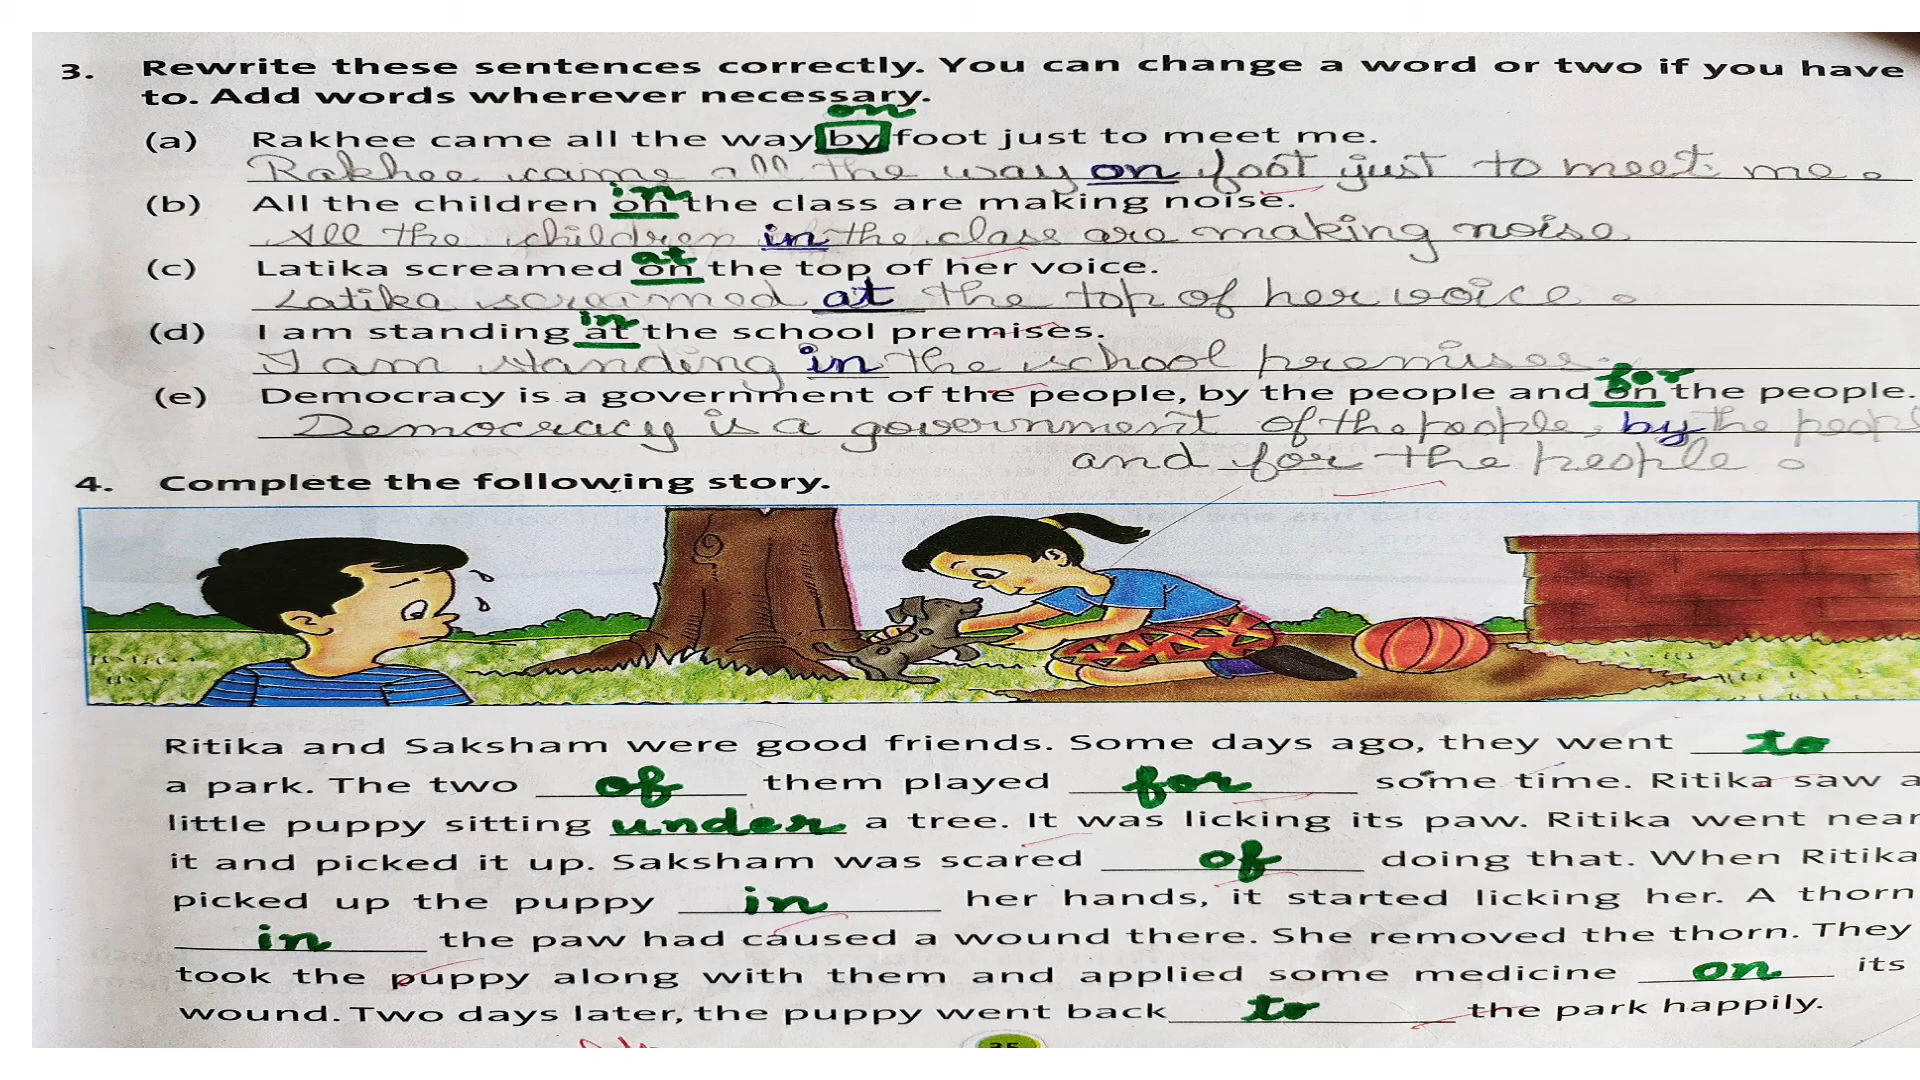 3. Rewrite these sentences correctly. You can change a word or two if you have
to. Add words wherever necessary.
on
(a) Rakhee came all the way by foot just to meet me.
Rakhee came all the way on foot just to meet me.
in
(b) All the children on the class are making noise.
All the children in the class are making noise
at
(c) Latika screamed on the top of her voice.
Latika screamed at the top of her voice.
in
(d) I am standing at the school premises.
I am standing in the school premises.
for
(e) Democracy is a government of the people, by the people and on the people.
Democracy is a government of the people, by the peopl
and for the people.
4. Complete the following story.
Ritika and Saksham were good friends. Some days ago, they went to
a park. The two of them played for some time. Ritika saw a
little puppy sitting under a tree. It was licking its paw. Ritika went near
it and picked it up. Saksham was scared of doing that. When Ritika
picked up the puppy in her hands, it started licking her. A thorn
in the paw had caused a wound there. She removed the thorn. They
took the puppy along with them and applied some medicine on its
wound. Two days later, the puppy went back to the park happily.